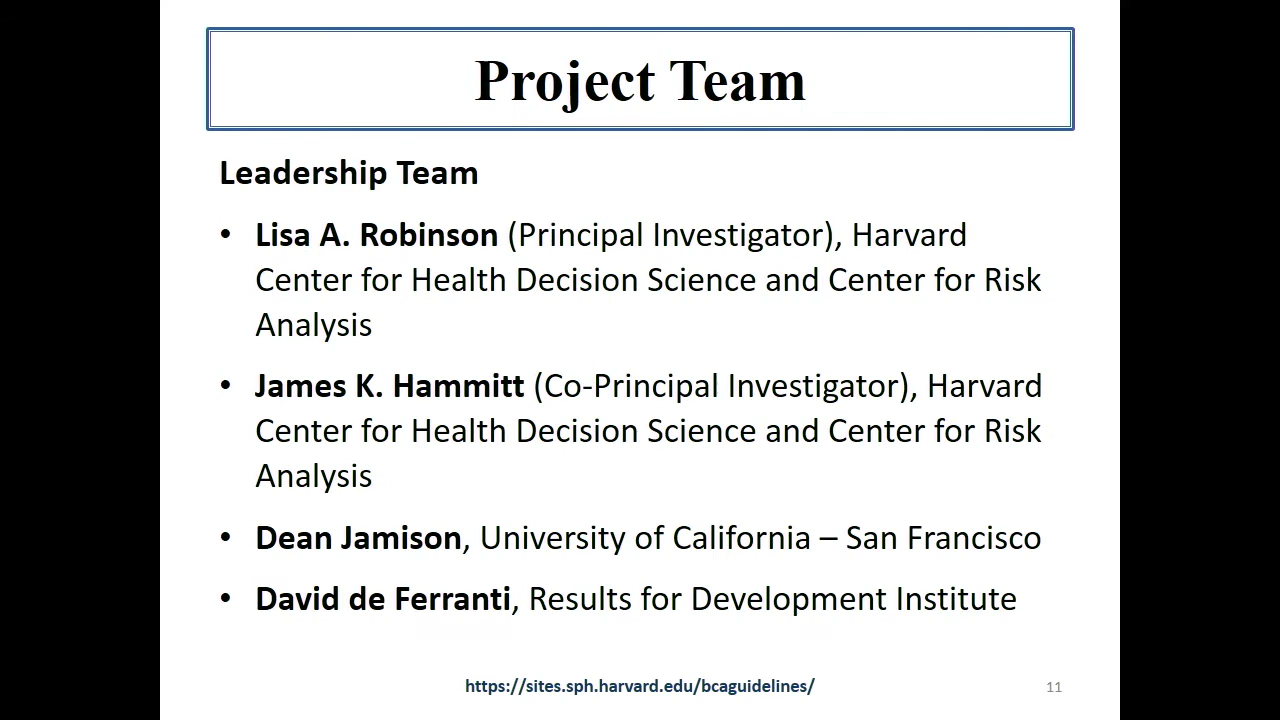 Project Team
Leadership Team
• Lisa A. Robinson (Principal Investigator), Harvard
Center for Health Decision Science and Center for Risk
Analysis
• James K. Hammitt (Co-Principal Investigator), Harvard
Center for Health Decision Science and Center for Risk
Analysis
• Dean Jamison, University of California – San Francisco
• David de Ferranti, Results for Development Institute
https://sites.sph.harvard.edu/bcaguidelines/
11